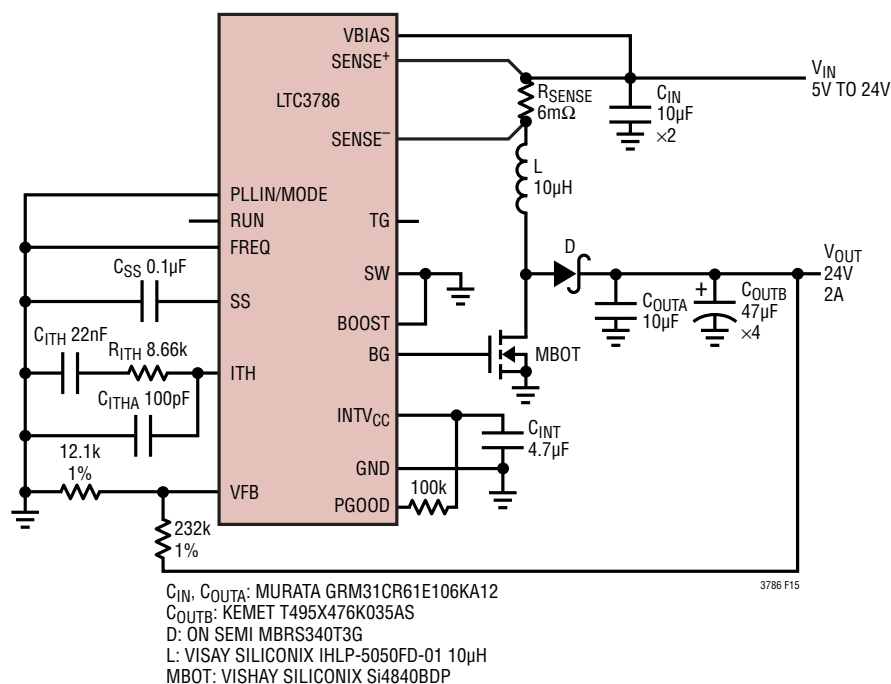 VBIAS
SENSE+
LTC3786
SENSE–
RSENSE
6mΩ
VIN
5V TO 24V
CIN
10µF
×2
L
10µH
PLLIN/MODE
RUN
TG
FREQ
CSS 0.1µF
SW
SS
BOOST
D
VOUT
24V
2A
COUTA
10µF
+
COUTB
47µF
×4
CITH 22nF
RITH 8.66k
BG
MBOT
ITH
CITHA 100pF
INTVCC
CINT
4.7µF
12.1k
1%
GND
VFB
PGOOD
100k
232k
1%
3786 F15
CIN, COUTA: MURATA GRM31CR61E106KA12
COUTB: KEMET T495X476K035AS
D: ON SEMI MBRS340T3G
L: VISAY SILICONIX IHLP-5050FD-01 10µH
MBOT: VISHAY SILICONIX Si4840BDP